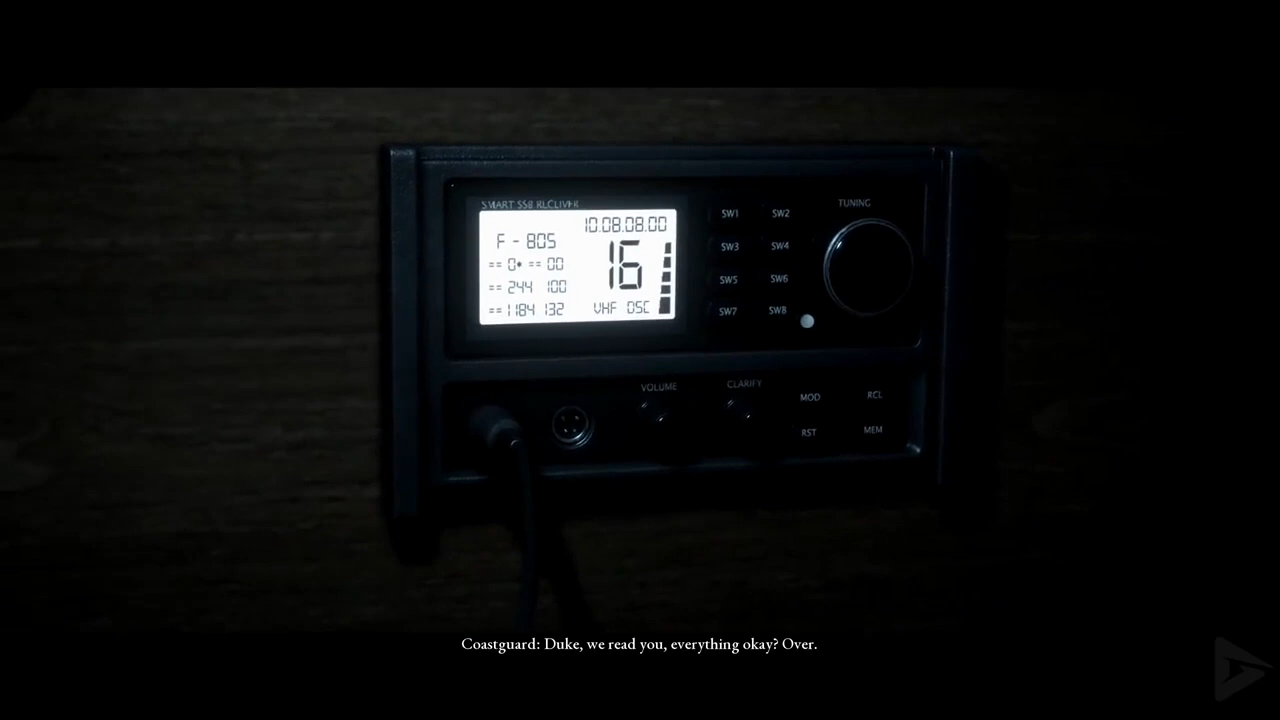 SMART SSB RECEIVER
10.08.08.00
F - 805
16
== 0* == 00
== 244 100
== 1184 132
VHF DSC
SW1 SW2
SW3 SW4
SW5 SW6
SW7 SW8
TUNING
VOLUME
CLARIFY
MOD
RCL
RST
MEM
Coastguard: Duke, we read you, everything okay? Over.